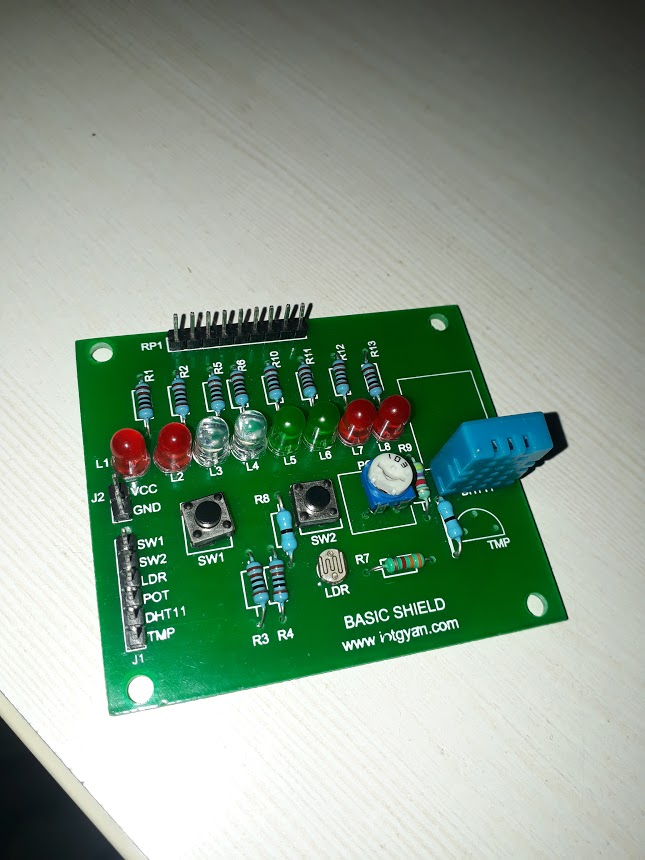 RP1
R1
R2
R5
R6
R10
R11
R12
R13
L1
L2
L3
L4
L5
L6
L7
L8
R9
J2
VCC
GND
R8
103
DHT11
SW1
SW2
SW1
SW2
TMP
LDR
POT
DHT11
TMP
J1
R7
LDR
R3 R4
BASIC SHIELD
www.iotgyan.com